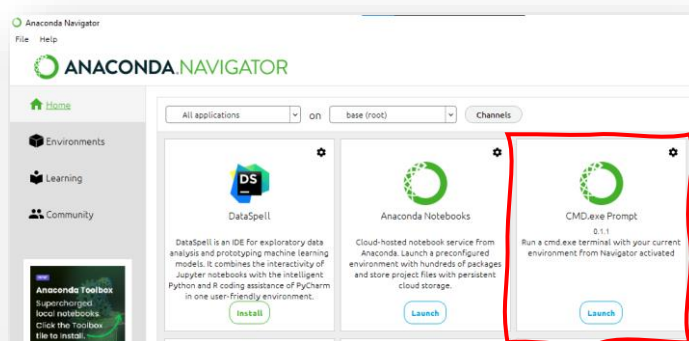 Anaconda Navigator
File Help
ANACONDA.NAVIGATOR
Home
Environments
Learning
Community
All applications
on
base (root)
Channels
DS
DataSpell
DataSpell is an IDE for exploratory data
analysis and prototyping machine learning
models. It combines the interactivity of
Jupyter notebooks with the intelligent
Python and R coding assistance of PyCharm
in one user-friendly environment.
Install
Anaconda Notebooks
Cloud-hosted notebook service from
Anaconda. Launch a preconfigured
environment with hundreds of packages
and store project files with persistent
cloud storage.
Launch
CMD.exe Prompt
0.1.1
Run a cmd.exe terminal with your current
environment from Navigator activated
Launch
NEW
Anaconda Toolbox
Supercharged
local notebooks.
Click the Toolbox
tile to Install.